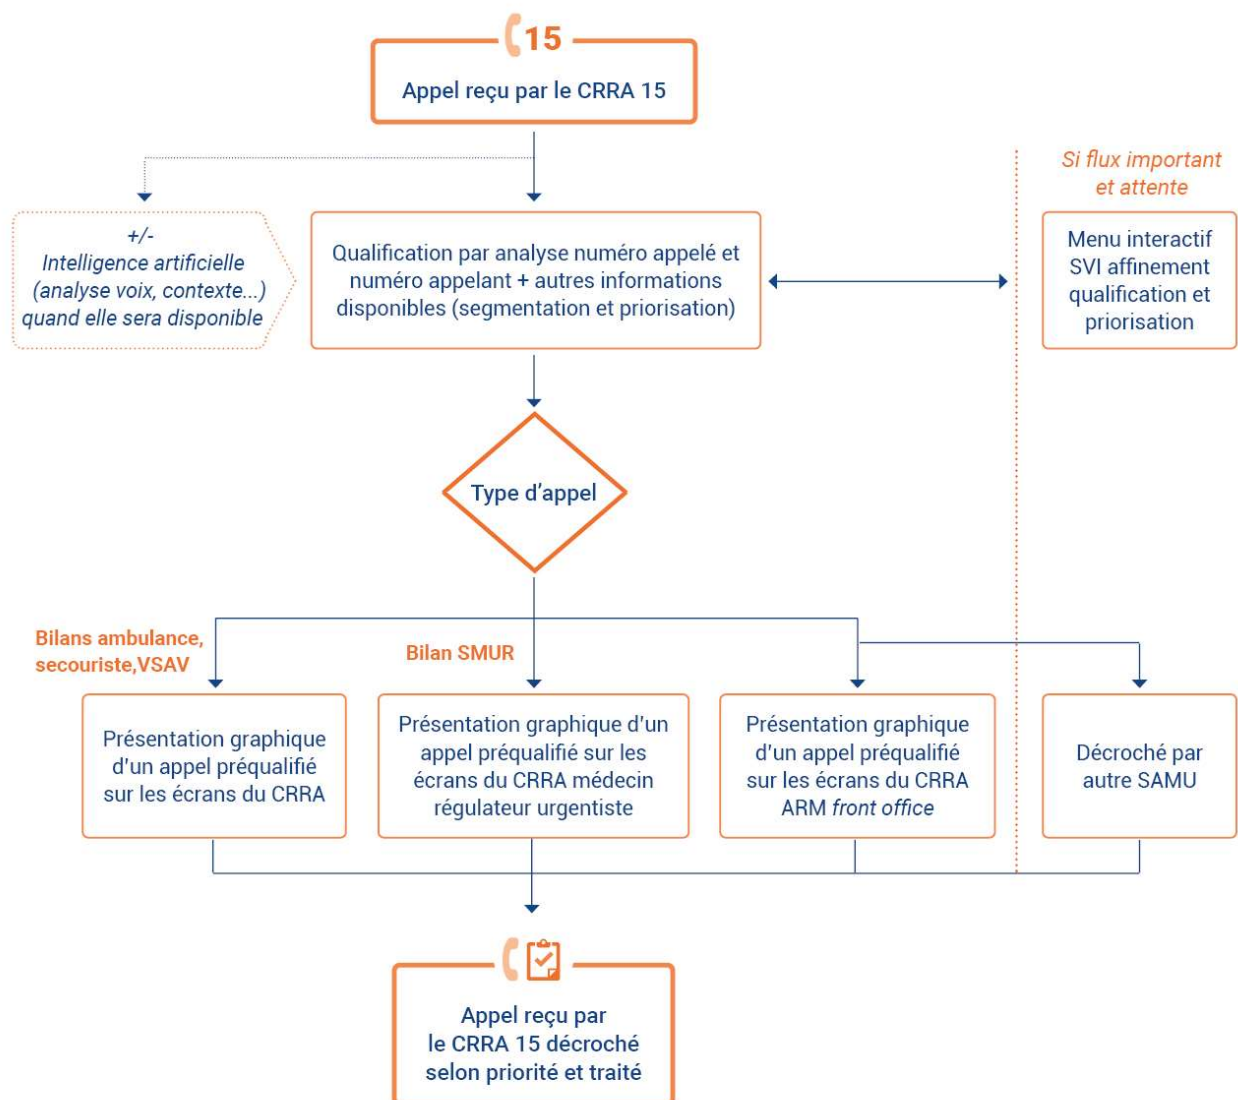 15
Appel reçu par le CRRA 15
Si flux important
et attente
+/-
Intelligence artificielle
(analyse voix, contexte...)
quand elle sera disponible
Qualification par analyse numéro appelé et
numéro appelant + autres informations
disponibles (segmentation et priorisation)
Menu interactif
SVI affinement
qualification et
priorisation
Type d'appel
Bilans ambulance,
secouriste,VSAV
Bilan SMUR
Présentation graphique
d'un appel préqualifié
sur les écrans du CRRA
Présentation graphique d'un
appel préqualifié sur les
écrans du CRRA médecin
régulateur urgentiste
Présentation graphique
d'un appel préqualifié
sur les écrans du CRRA
ARM front office
Décroché par
autre SAMU
Appel reçu par
le CRRA 15 décroché
selon priorité et traité